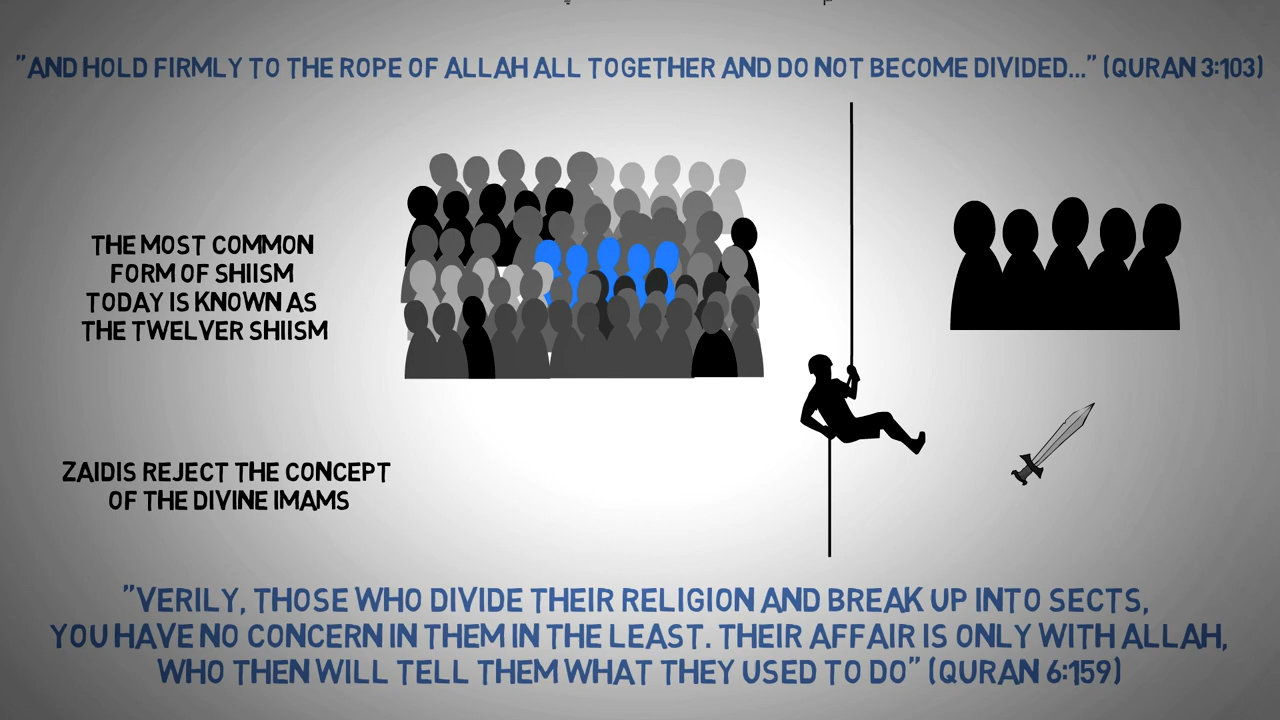 "AND HOLD FIRMLY TO THE ROPE OF ALLAH ALL TOGETHER AND DO NOT BECOME DIVIDED..." (QURAN 3:103)
THE MOST COMMON
FORM OF SHIISM
TODAY IS KNOWN AS
THE TWELVER SHIISM
ZAIDIS REJECT THE CONCEPT
OF THE DIVINE IMAMS
"VERILY, THOSE WHO DIVIDE THEIR RELIGION AND BREAK UP INTO SECTS,
YOU HAVE NO CONCERN IN THEM IN THE LEAST. THEIR AFFAIR IS ONLY WITH ALLAH,
WHO THEN WILL TELL THEM WHAT THEY USED TO DO" (QURAN 6:159)